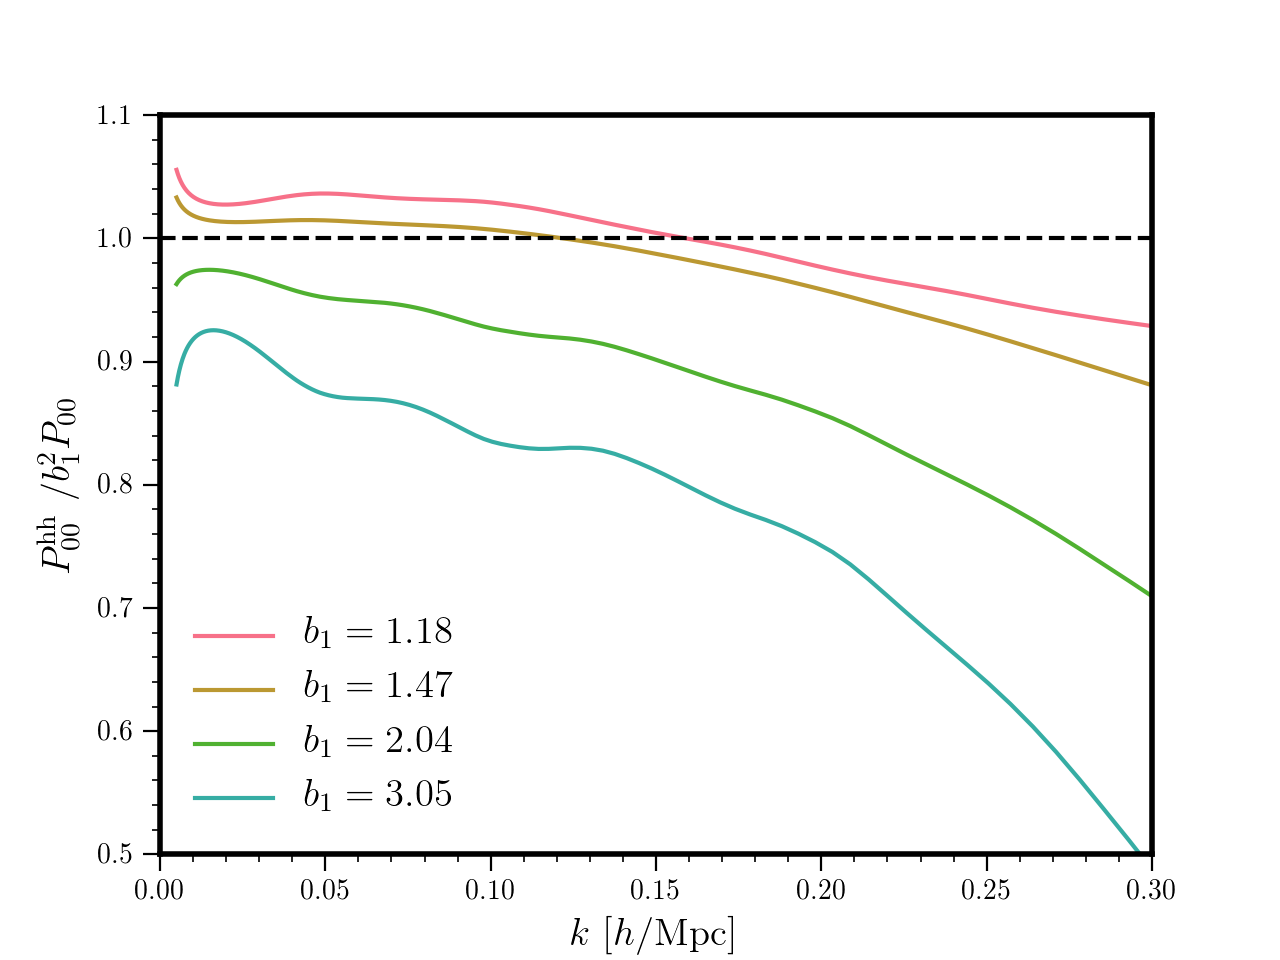 1.1
1.0
0.9
0.8
0.7
0.6
0.5
P_{00}^{hh} /b_1^2 P_{00}
b_1 = 1.18
b_1 = 1.47
b_1 = 2.04
b_1 = 3.05
0.00 0.05 0.10 0.15 0.20 0.25 0.30
k [h/Mpc]